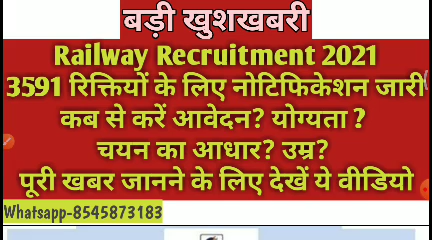 बड़ी खुशखबरी
Railway Recruitment 2021
3591 रिक्तियों के लिए नोटिफिकेशन जारी
कब से करें आवेदन? योग्यता ?
चयन का आधार? उम्र?
पूरी खबर जानने के लिए देखें ये वीडियो
Whatsapp-8545873183